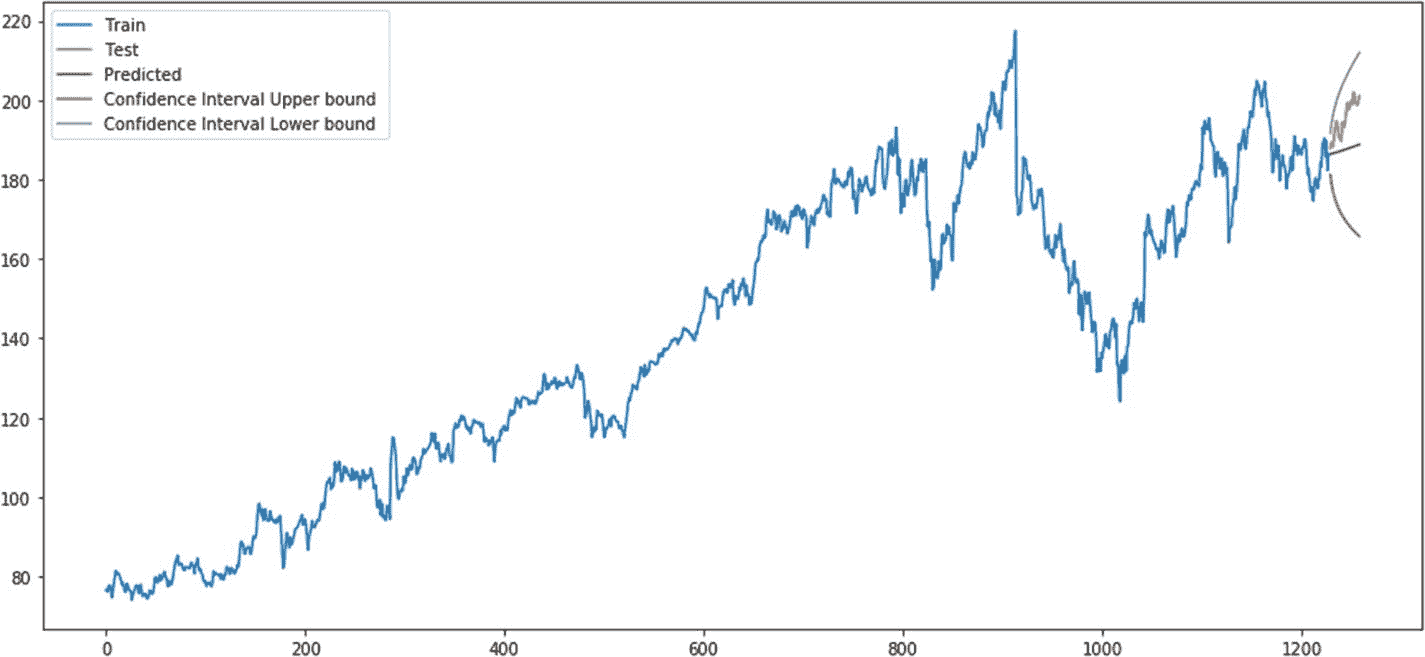 220
200
180
160
140
120
100
80
Train
Test
Predicted
Confidence Interval Upper bound
Confidence Interval Lower bound
0 200 400 600 800 1000 1200